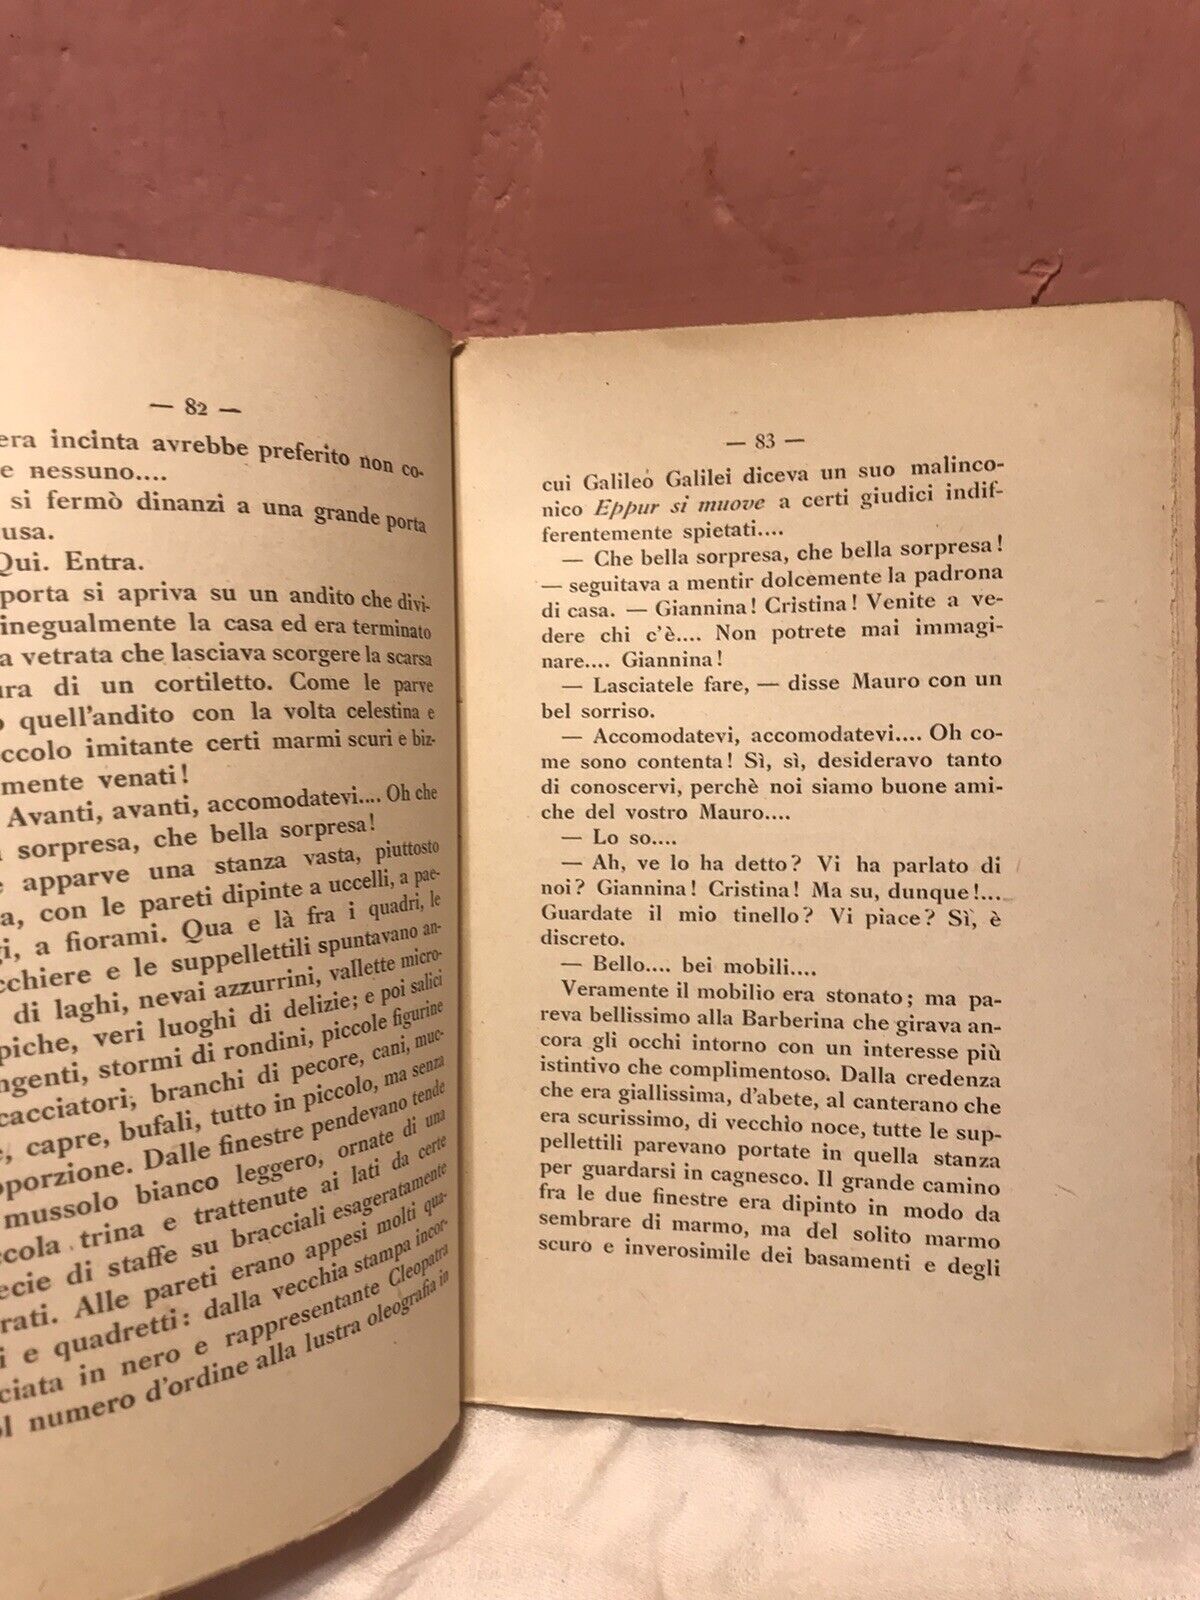 — 82 —
era incinta avrebbe preferito non co-
e nessuno....
si fermò dinanzi a una grande porta
usa.
Qui. Entra.
porta si apriva su un andito che divi-
inegualmente la casa ed era terminato
a vetrata che lasciava scorgere la scarsa
ura di un cortiletto. Come le parve
o quell'andito con la volta celestina e
occolo imitante certi marmi scuri e biz-
mente venati!
Avanti, avanti, accomodatevi.... Oh che
sorpresa, che bella sorpresa!
e apparve una stanza vasta, piuttosto
a, con le pareti dipinte a uccelli, a pae-
gi, a fiorami. Qua e là fra i quadri, le
cchiere e le suppellettili spuntavano an-
di laghi, nevai azzurrini, vallette micro-
piche, veri luoghi di delizie; e poi salici
ngenti, stormi di rondini, piccole figurine
cacciatori, branchi di pecore, cani, muc-
e, capre, bufali, tutto in piccolo, ma senza
oporzione. Dalle finestre pendevano tende
mussolo bianco leggero, ornate di una
ccola trina e trattenute ai lati da certe
ecie di staffe su bracciali esageratamente
rati. Alle pareti erano appesi molti qua-
i e quadretti: dalla vecchia stampa incor-
ciata in nero e rappresentante Cleopatra
ol numero d'ordine alla lustra oleografia in
— 83 —
cui Galileo Galilei diceva un suo malinco-
nico Eppur si muove a certi giudici indif-
ferentemente spietati....
— Che bella sorpresa, che bella sorpresa!
— seguitava a mentir dolcemente la padrona
di casa. — Giannina! Cristina! Venite a ve-
dere chi c'è.... Non potrete mai immagi-
nare.... Giannina!
— Lasciatele fare, — disse Mauro con un
bel sorriso.
— Accomodatevi, accomodatevi.... Oh co-
me sono contenta! Sì, sì, desideravo tanto
di conoscervi, perchè noi siamo buone ami-
che del vostro Mauro....
— Lo so....
— Ah, ve lo ha detto? Vi ha parlato di
noi? Giannina! Cristina! Ma su, dunque!...
Guardate il mio tinello? Vi piace? Sì, è
discreto.
— Bello.... bei mobili....
Veramente il mobilio era stonato; ma pa-
reva bellissimo alla Barberina che girava an-
cora gli occhi intorno con un interesse più
istintivo che complimentoso. Dalla credenza
che era giallissima, d'abete, al canterano che
era scurissimo, di vecchio noce, tutte le sup-
pellettili parevano portate in quella stanza
per guardarsi in cagnesco. Il grande camino
fra le due finestre era dipinto in modo da
sembrare di marmo, ma del solito marmo
scuro e inverosimile dei basamenti e degli